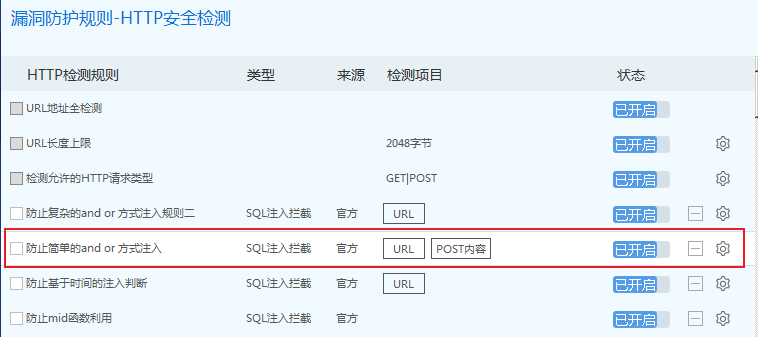 漏洞防护规则-HTTP安全检测
HTTP检测规则 类型 来源 检测项目 状态
URL地址全检测 已开启
URL长度上限 2048字节 已开启
检测允许的HTTP请求类型 GET|POST 已开启
防止复杂的and or 方式注入规则二 SQL注入拦截 官方 URL 已开启
防止简单的and or 方式注入 SQL注入拦截 官方 URL POST内容 已开启
防止基于时间的注入判断 SQL注入拦截 官方 URL 已开启
防止mid函数利用 SQL注入拦截 官方 已开启